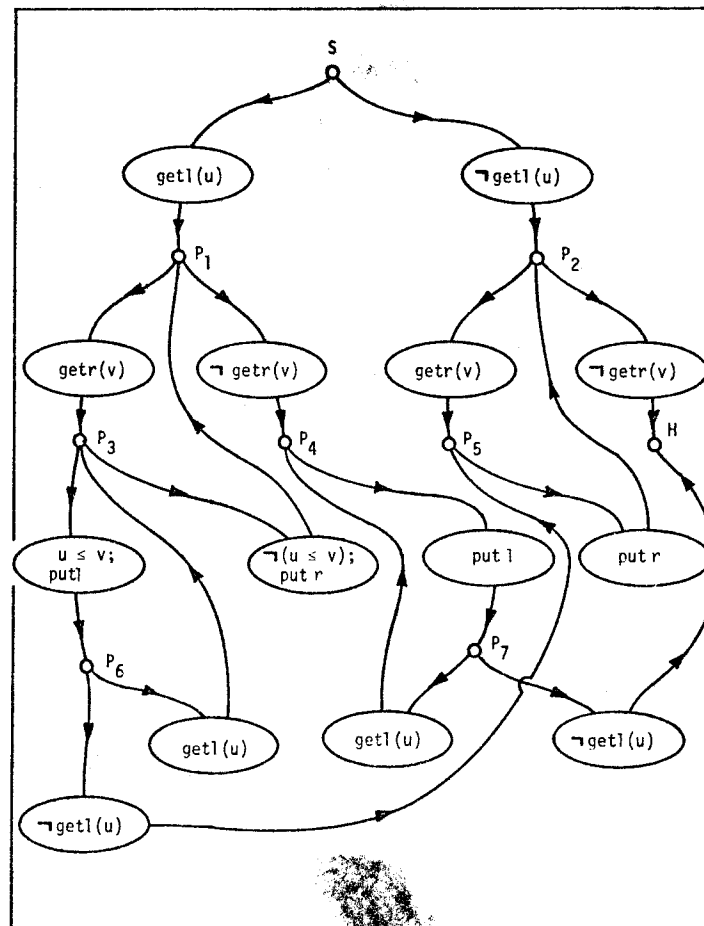 S
getl(u)
¬getl(u)
P1
P2
getr(v)
¬ getr(v)
getr(v)
¬getr(v)
P3
P4
P5
H
u ≤ v;
putl
¬(u ≤ v);
put r
put l
put r
P6
P7
getl(u)
getl(u)
¬getl(u)
¬getl(u)